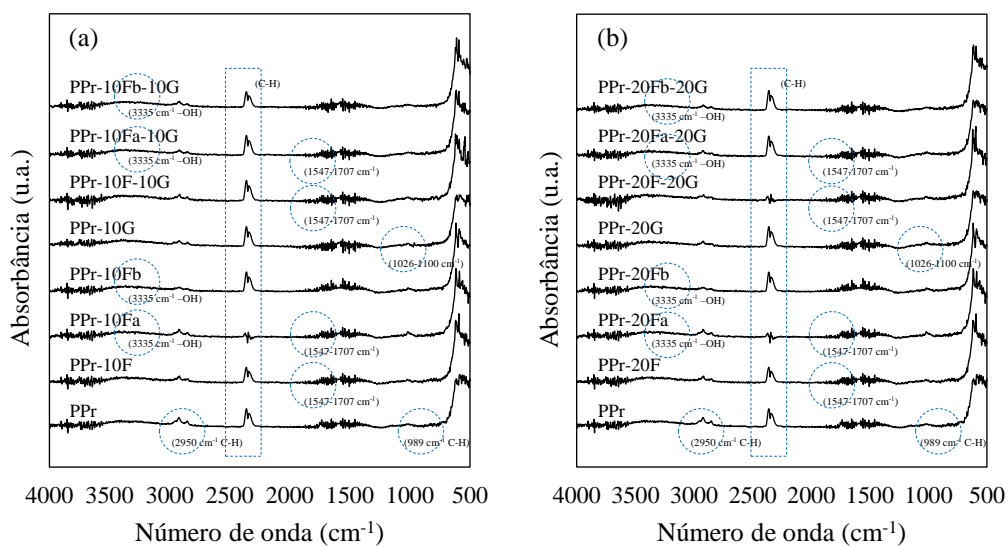 (a)
(C-H)
PPr-10Fb-10G
(3335 cm-1 –OH)
PPr-10Fa-10G
(3335 cm-1 –OH)
(1547-1707 cm-1)
PPr-10F-10G
(1547-1707 cm-1)
PPr-10G
(1026-1100 cm-1)
PPr-10Fb
(3335 cm-1 –OH)
PPr-10Fa
(3335 cm-1 –OH)
(1547-1707 cm-1)
PPr-10F
(1547-1707 cm-1)
PPr
(2950 cm-1 C-H)
(989 cm-1 C-H)
Absorbância (u.a.)
4000 3000 2000 1500 1000 500
Número de onda (cm-1)
(b)
(C-H)
PPr-20Fb-20G
(3335 cm-1 –OH)
PPr-20Fa-20G
(3335 cm-1 –OH)
(1547-1707 cm-1)
PPr-20F-20G
(1547-1707 cm-1)
PPr-20G
(1026-1100 cm-1)
PPr-20Fb
(3335 cm-1 –OH)
PPr-20Fa
(3335 cm-1 –OH)
(1547-1707 cm-1)
PPr-20F
(1547-1707 cm-1)
PPr
(2950 cm-1 C-H)
(989 cm-1 C-H)
Absorbância (u.a.)
4000 3000 2000 1500 1000 500
Número de onda (cm-1)